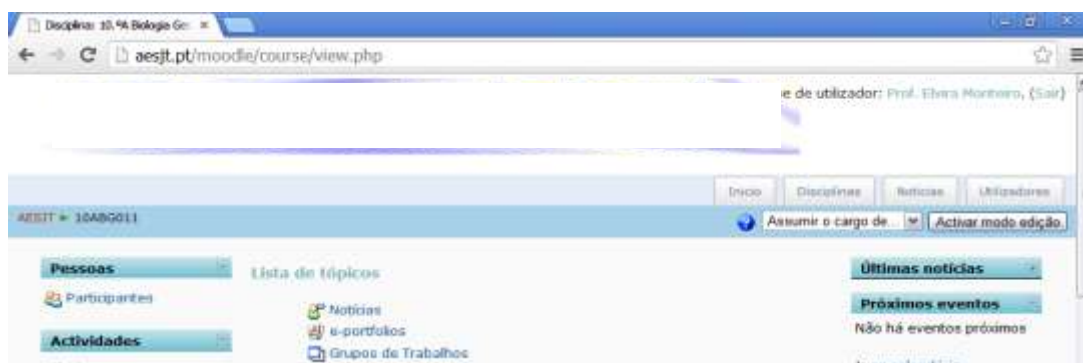 Disciplina: 10.ºA Biologia Ge
aesjt.pt/moodle/course/view.php
e de utilizador: Prof. Elvira Monteiro. (Sair)
Início Disciplinas Notícias Utilizadores
AESJT ► 10ABG011
Assumir o cargo de... Activar modo edição
Pessoas
Participantes
Actividades
Lista de tópicos
Notícias
e-portfolios
Grupos de Trabalhos
Últimas notícias
Próximos eventos
Não há eventos próximos